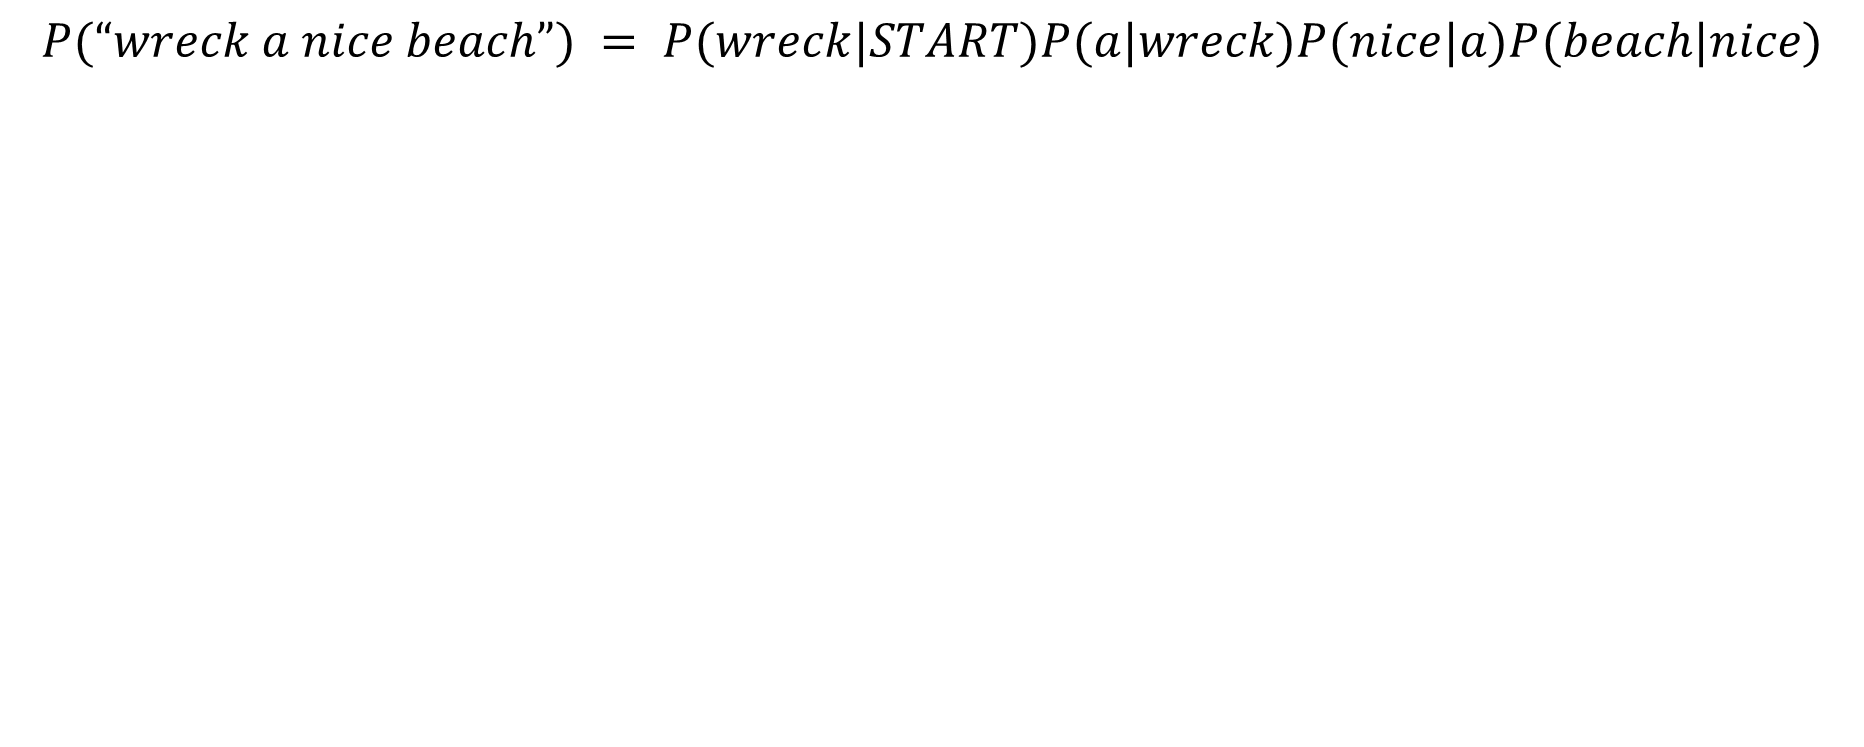 P(“wreck a nice beach”) = P(wreck|START)P(a|wreck)P(nice|a)P(beach|nice)